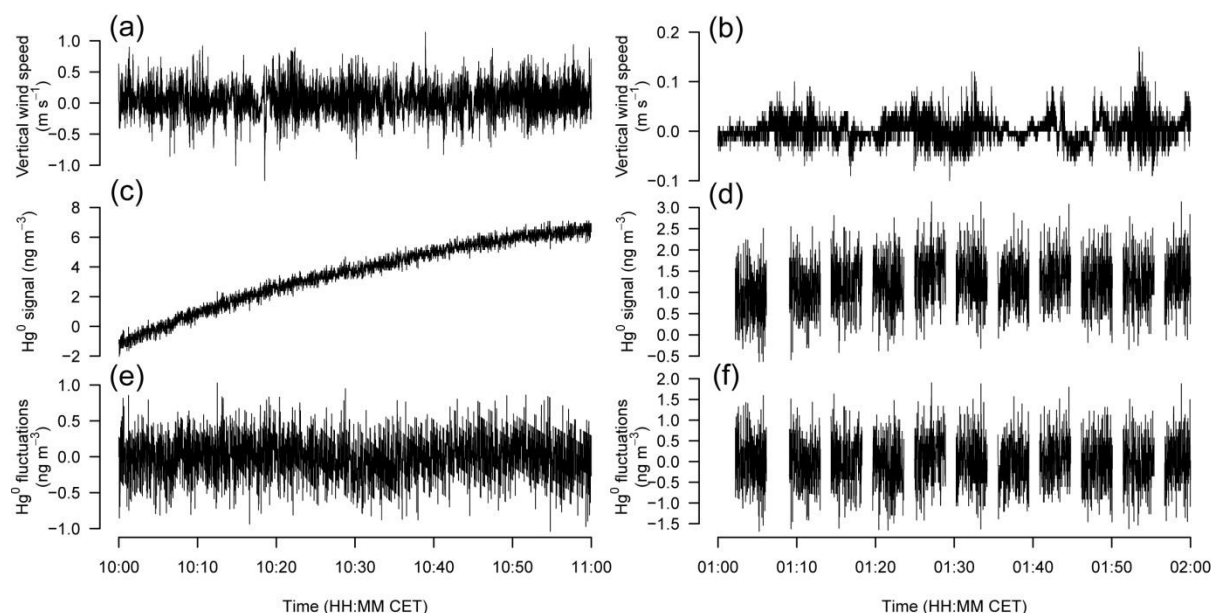 (a)
Vertical wind speed
(m s⁻¹)
1.0
0.5
0.0
−0.5
−1.0
(b)
Vertical wind speed
(m s⁻¹)
0.2
0.1
0.0
−0.1
(c)
Hg⁰ signal (ng m⁻³)
8
6
4
2
0
−2
(d)
Hg⁰ signal (ng m⁻³)
3.0
2.5
2.0
1.5
1.0
0.5
0.0
−0.5
(e)
Hg⁰ fluctuations
(ng m⁻³)
1.0
0.5
0.0
−0.5
−1.0
(f)
Hg⁰ fluctuations
(ng m⁻³)
2.0
1.5
1.0
0.5
0.0
−0.5
−1.0
−1.5
10:00 10:10 10:20 10:30 10:40 10:50 11:00
01:00 01:10 01:20 01:30 01:40 01:50 02:00
Time (HH:MM CET)
Time (HH:MM CET)